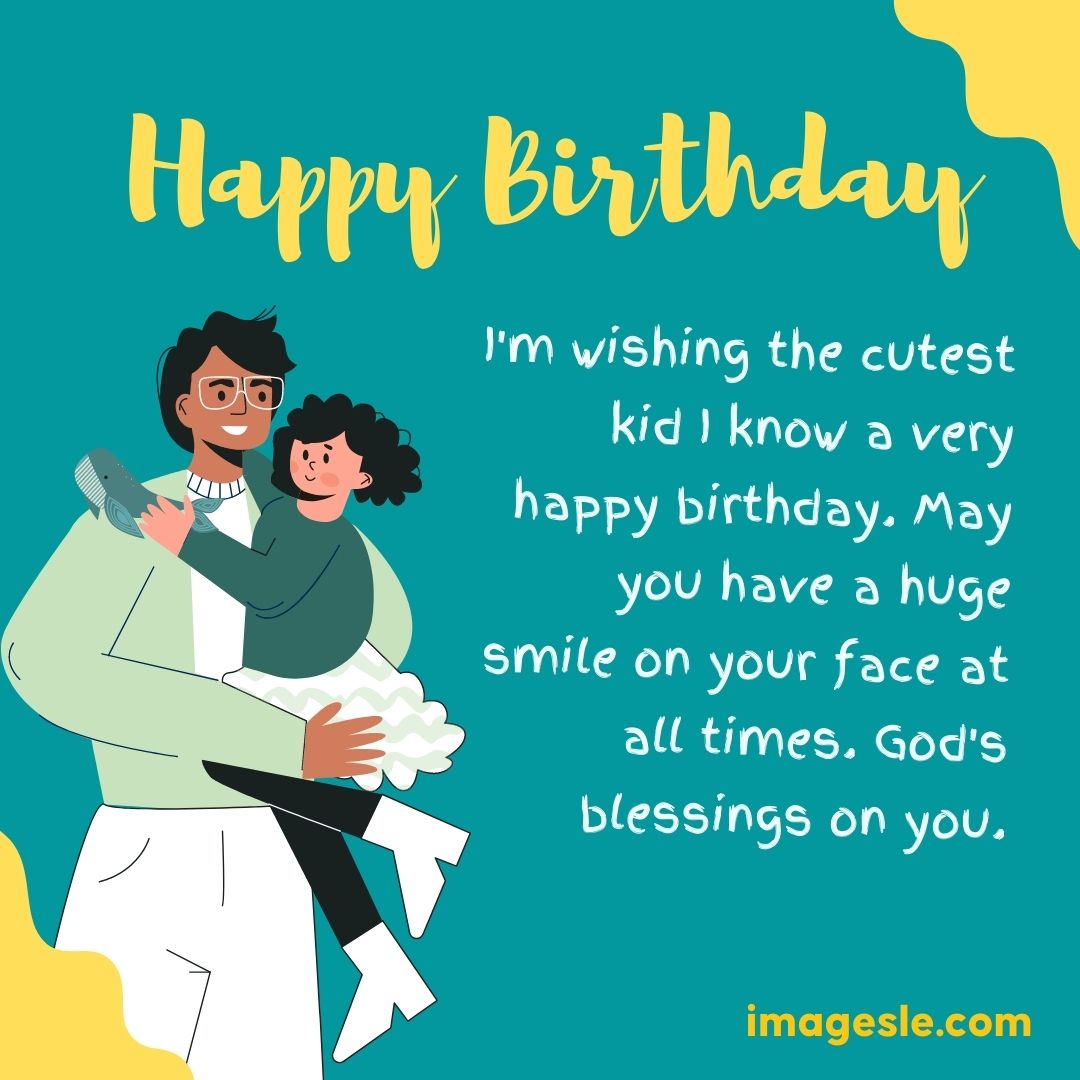 Happy Birthday
I'm wishing the cutest
kid I know a very
happy birthday. May
you have a huge
smile on your face at
all times. God's
blessings on you.
imagesle.com